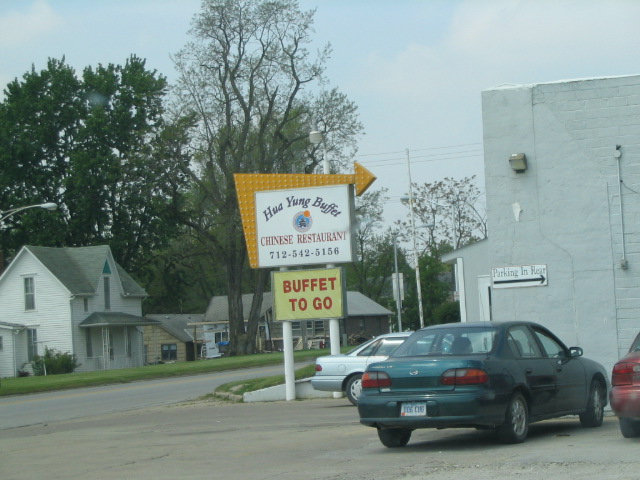 Hua Yung Buffet
CHINESE RESTAURANT
712-542-5156
BUFFET
TO GO
Parking In Rear